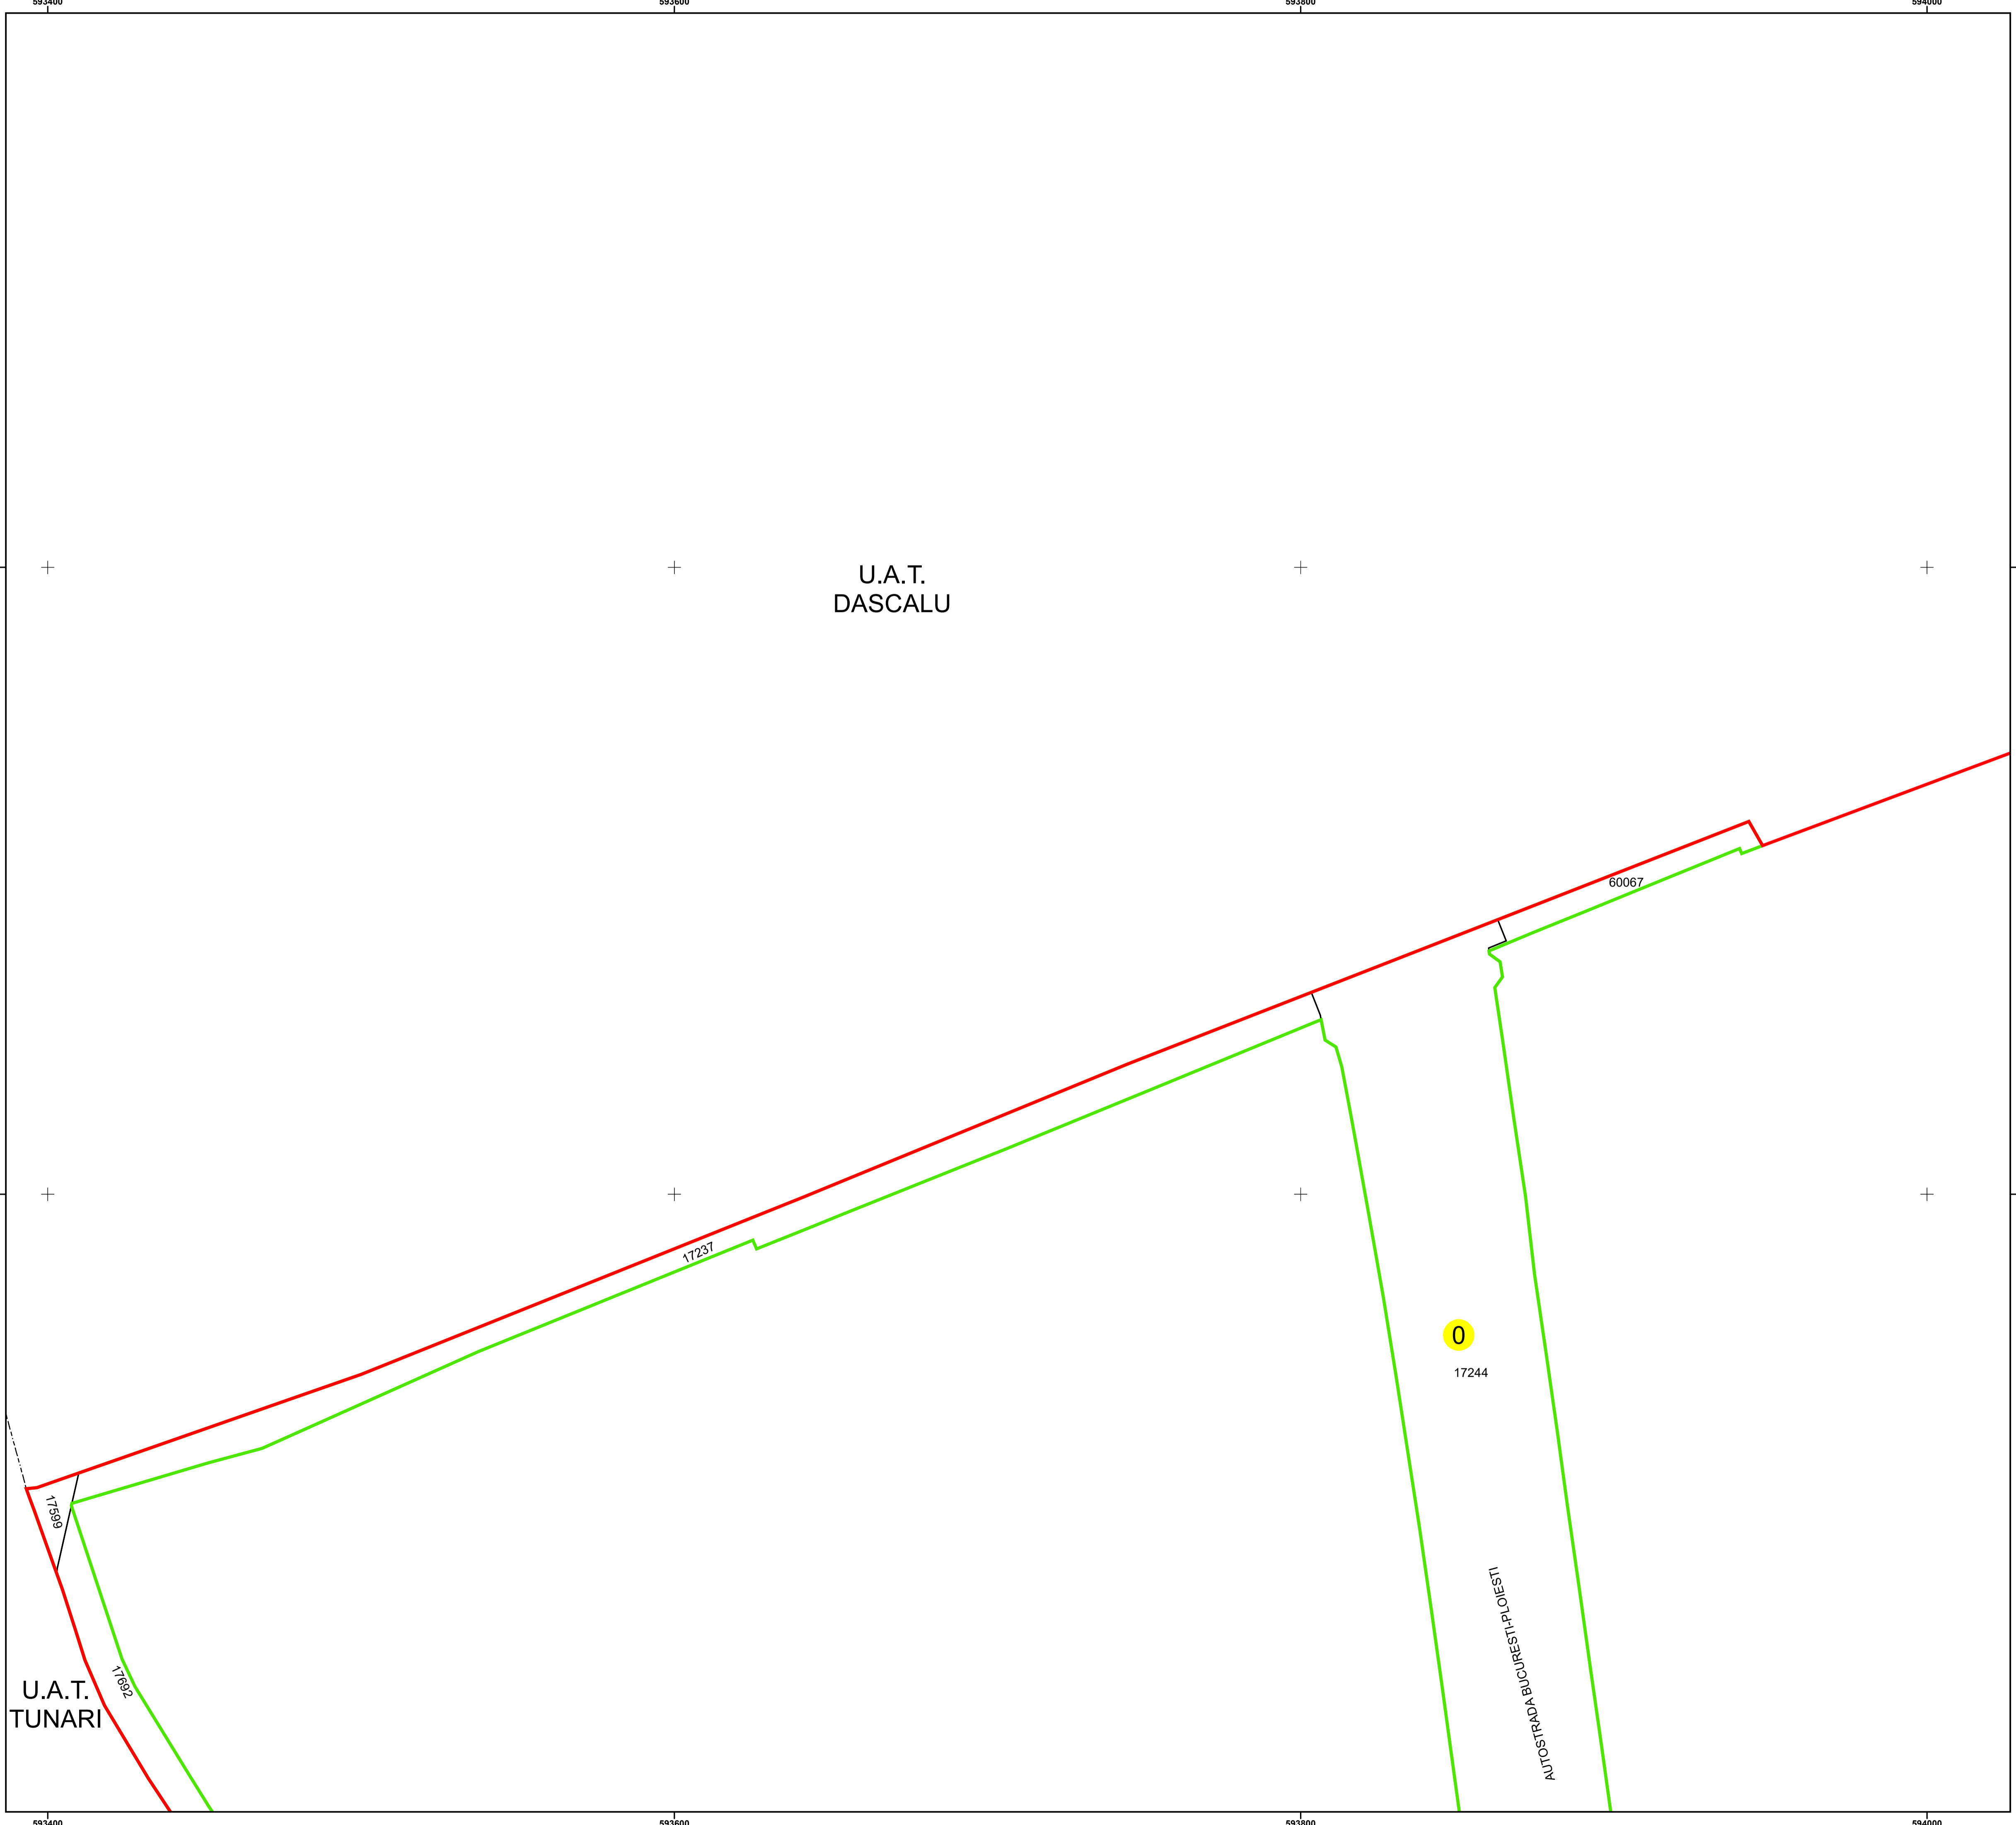 593400
593600
593800
594000
U.A.T.
DASCALU
60067
17237
0
17244
17599
AUTOSTRADA BUCURESTI-PLOIESTI
17692
U.A.T.
TUNARI
593400
593600
593800
594000